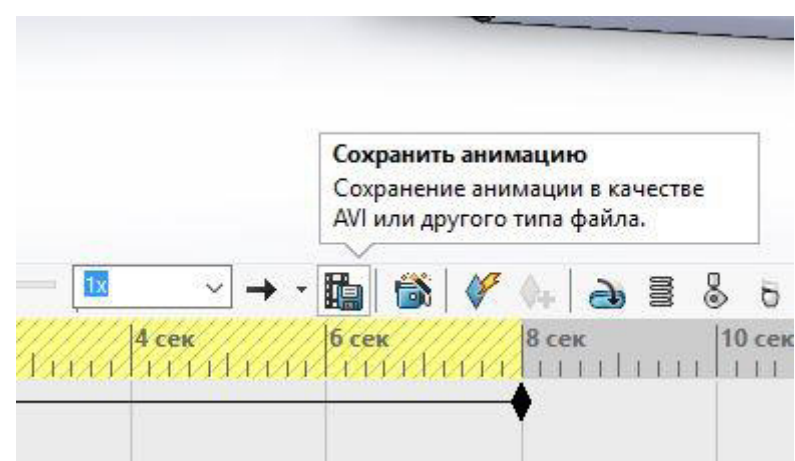 Сохранить анимацию
Сохранение анимации в качестве
AVI или другого типа файла.
1x
4 сек
6 сек
8 сек
10 сек